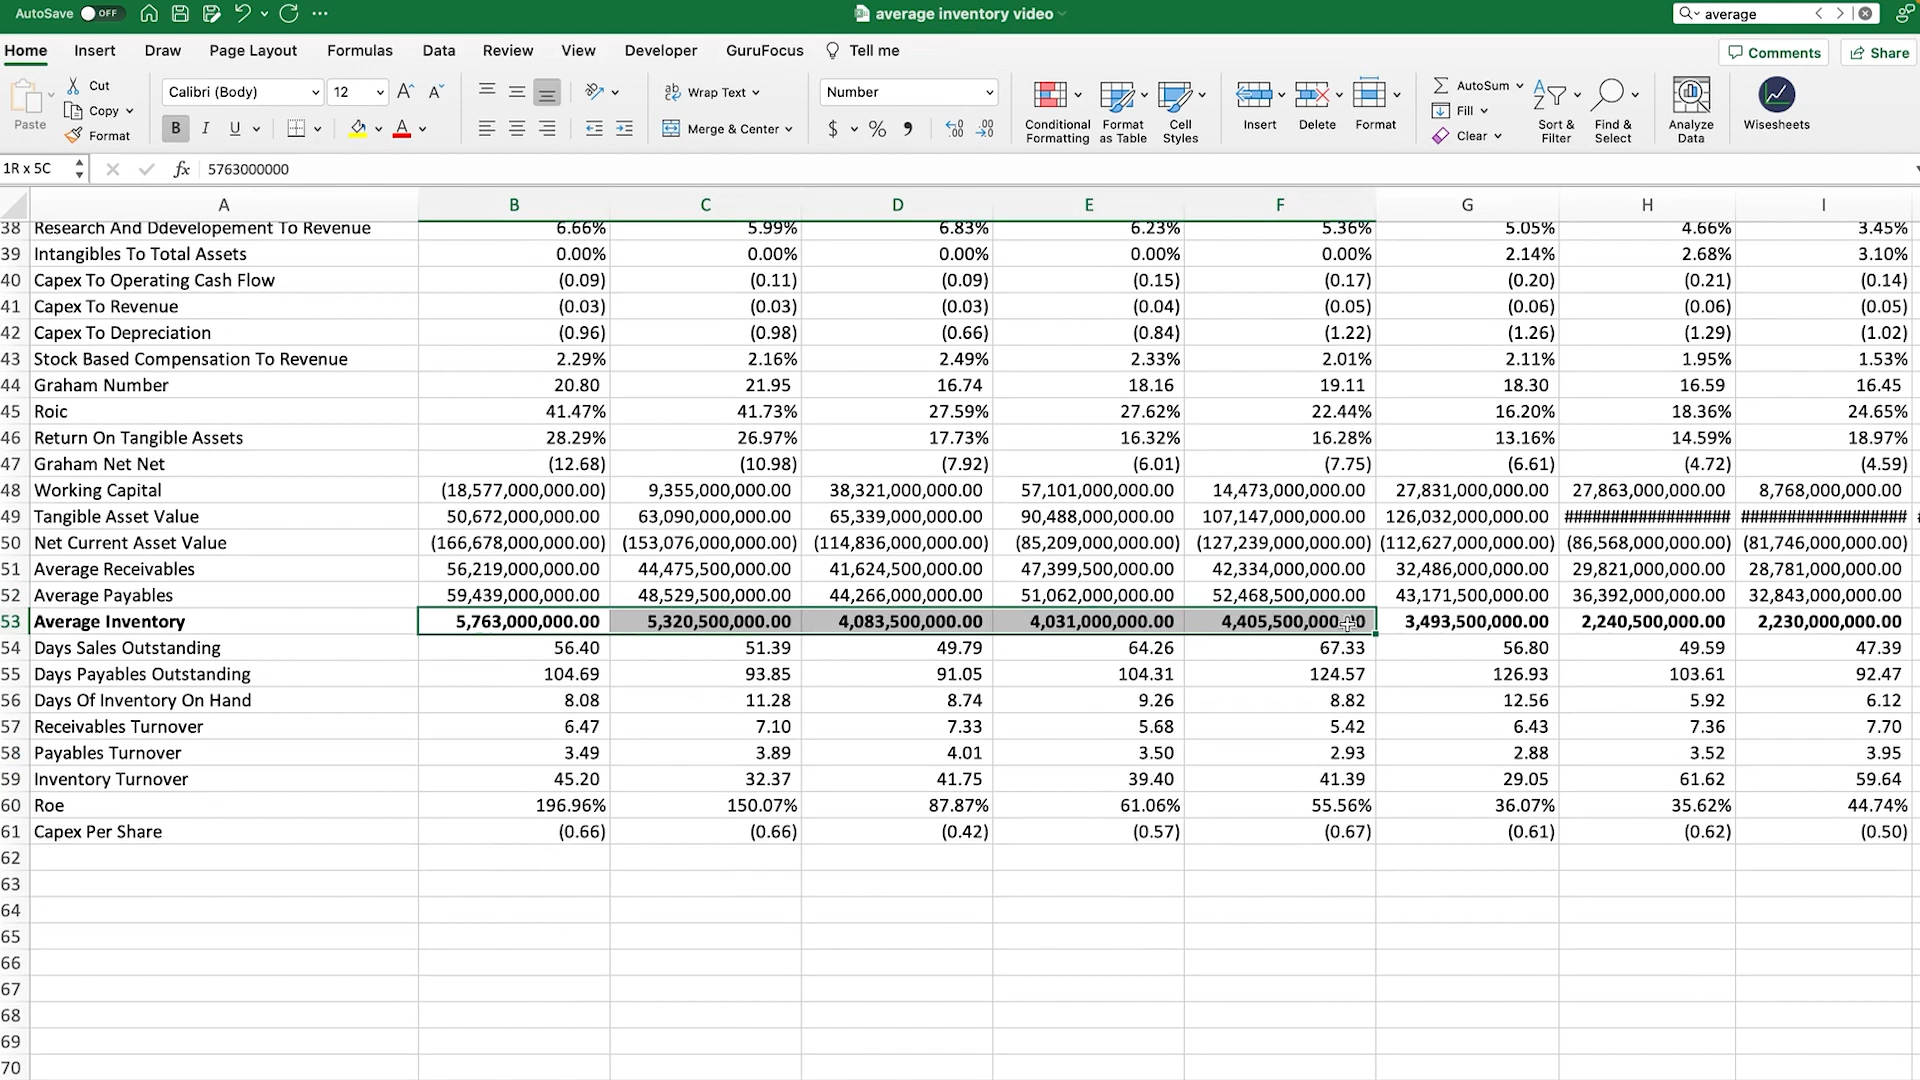 AutoSave OFF average inventory video average
Home Insert Draw Page Layout Formulas Data Review View Developer GuruFocus Tell me Comments Share
Paste Cut Copy Format
Calibri (Body) 12 A^ A˅
B I U A
Wrap Text
Merge & Center
Number
$ % 9 .00 .00
Conditional Formatting Format as Table Cell Styles Insert Delete Format
AutoSum Fill Clear
Sort & Filter Find & Select Analyze Data Wisesheets
1R x 5C fx 5763000000
A B C D E F G H I
38 Research And Ddevelopement To Revenue 6.66% 5.99% 6.83% 6.23% 5.36% 5.05% 4.66% 3.45%
39 Intangibles To Total Assets 0.00% 0.00% 0.00% 0.00% 0.00% 2.14% 2.68% 3.10%
40 Capex To Operating Cash Flow (0.09) (0.11) (0.09) (0.15) (0.17) (0.20) (0.21) (0.14)
41 Capex To Revenue (0.03) (0.03) (0.03) (0.04) (0.05) (0.06) (0.06) (0.05)
42 Capex To Depreciation (0.96) (0.98) (0.66) (0.84) (1.22) (1.26) (1.29) (1.02)
43 Stock Based Compensation To Revenue 2.29% 2.16% 2.49% 2.33% 2.01% 2.11% 1.95% 1.53%
44 Graham Number 20.80 21.95 16.74 18.16 19.11 18.30 16.59 16.45
45 Roic 41.47% 41.73% 27.59% 27.62% 22.44% 16.20% 18.36% 24.65%
46 Return On Tangible Assets 28.29% 26.97% 17.73% 16.32% 16.28% 13.16% 14.59% 18.97%
47 Graham Net Net (12.68) (10.98) (7.92) (6.01) (7.75) (6.61) (4.72) (4.59)
48 Working Capital (18,577,000,000.00) 9,355,000,000.00 38,321,000,000.00 57,101,000,000.00 14,473,000,000.00 27,831,000,000.00 27,863,000,000.00 8,768,000,000.00
49 Tangible Asset Value 50,672,000,000.00 63,090,000,000.00 65,339,000,000.00 90,488,000,000.00 107,147,000,000.00 126,032,000,000.00 ################## ##################
50 Net Current Asset Value (166,678,000,000.00) (153,076,000,000.00) (114,836,000,000.00) (85,209,000,000.00) (127,239,000,000.00) (112,627,000,000.00) (86,568,000,000.00) (81,746,000,000.00)
51 Average Receivables 56,219,000,000.00 44,475,500,000.00 41,624,500,000.00 47,399,500,000.00 42,334,000,000.00 32,486,000,000.00 29,821,000,000.00 28,781,000,000.00
52 Average Payables 59,439,000,000.00 48,529,500,000.00 44,266,000,000.00 51,062,000,000.00 52,468,500,000.00 43,171,500,000.00 36,392,000,000.00 32,843,000,000.00
53 Average Inventory 5,763,000,000.00 5,320,500,000.00 4,083,500,000.00 4,031,000,000.00 4,405,500,000.00 3,493,500,000.00 2,240,500,000.00 2,230,000,000.00
54 Days Sales Outstanding 56.40 51.39 49.79 64.26 67.33 56.80 49.59 47.39
55 Days Payables Outstanding 104.69 93.85 91.05 104.31 124.57 126.93 103.61 92.47
56 Days Of Inventory On Hand 8.08 11.28 8.74 9.26 8.82 12.56 5.92 6.12
57 Receivables Turnover 6.47 7.10 7.33 5.68 5.42 6.43 7.36 7.70
58 Payables Turnover 3.49 3.89 4.01 3.50 2.93 2.88 3.52 3.95
59 Inventory Turnover 45.20 32.37 41.75 39.40 41.39 29.05 61.62 59.64
60 Roe 196.96% 150.07% 87.87% 61.06% 55.56% 36.07% 35.62% 44.74%
61 Capex Per Share (0.66) (0.66) (0.42) (0.57) (0.67) (0.61) (0.62) (0.50)
62
63
64
65
66
67
68
69
70